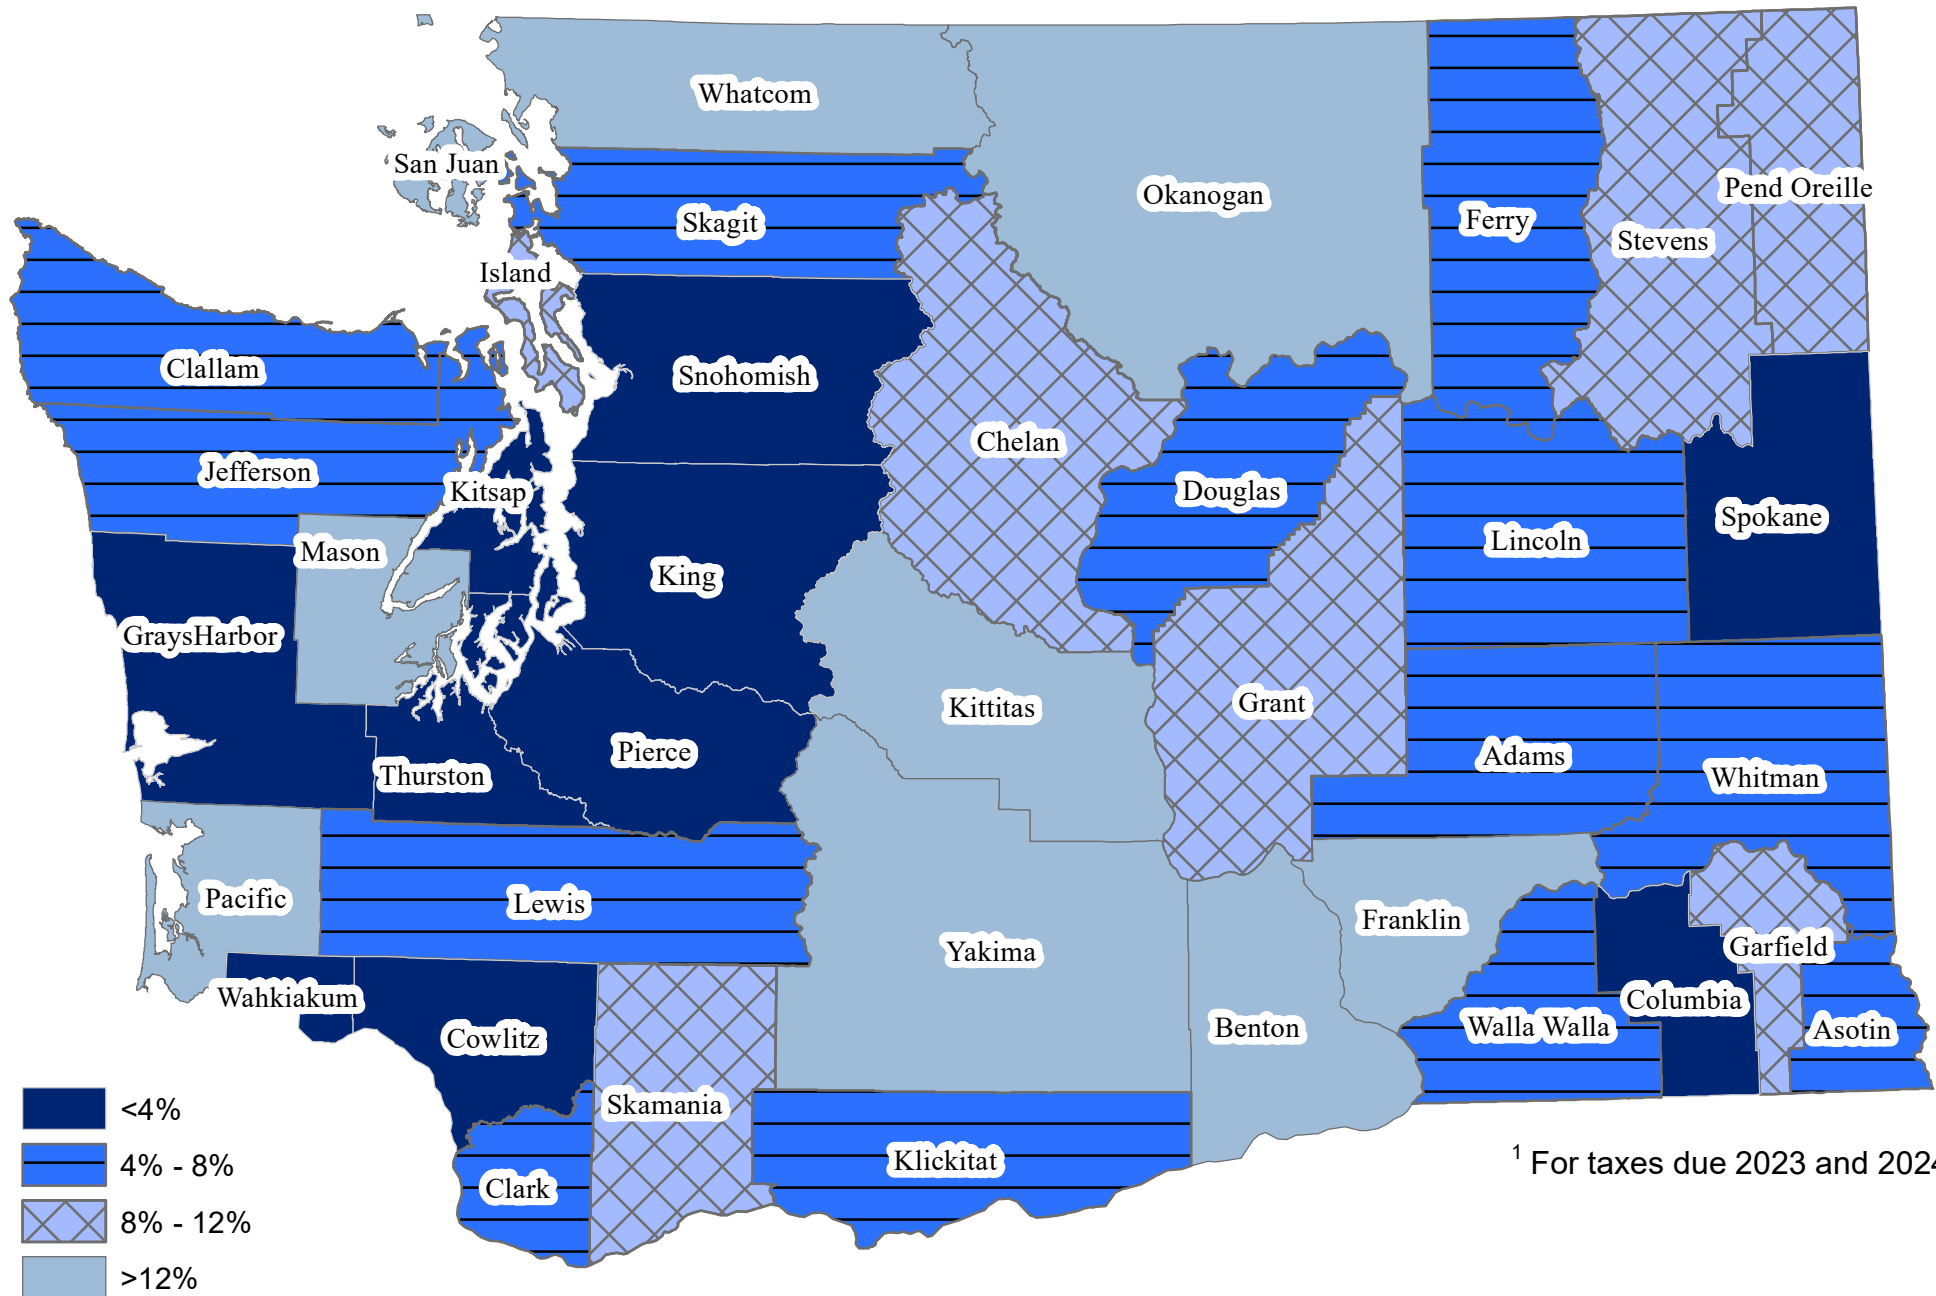 Whatcom
San Juan
Okanogan
Pend Oreille
Skagit
Ferry
Stevens
Island
Clallam
Snohomish
Chelan
Jefferson
Kitsap
Douglas
Spokane
Lincoln
Mason
King
GraysHarbor
Kittitas
Grant
Pierce
Thurston
Adams
Whitman
Pacific
Lewis
Franklin
Yakima
Garfield
Wahkiakum
Columbia
Cowlitz
Benton
Walla Walla
Asotin
Skamania
Klickitat
Clark
<4%
4% - 8%
8% - 12%
>12%
1 For taxes due 2023 and 2024